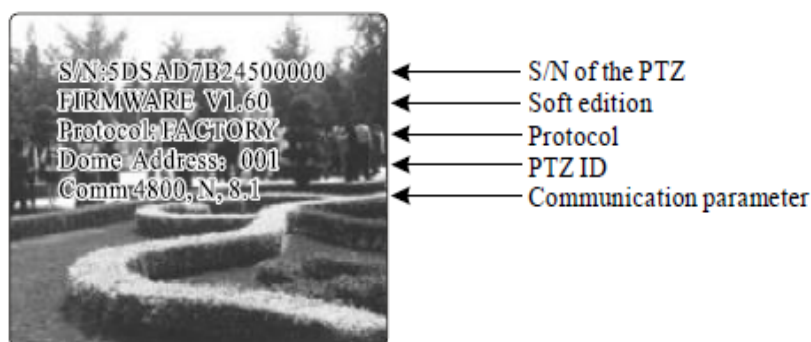 S/N:5DSAD7B24500000
FIRMWARE V1.60
Protocol: FACTORY
Dome Address: 001
Comm 4800, N, 8.1
S/N of the PTZ
Soft edition
Protocol
PTZ ID
Communication parameter